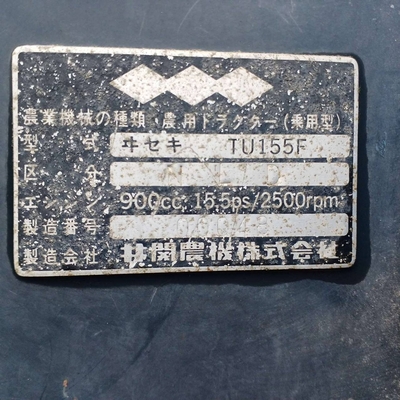 農業機械の種類 農用トラクター(乗用型)
型式 ヰセキ TU155F
区分
エンジン 900cc 15.5ps/2500rpm
製造番号
製造会社 井関農機株式会社